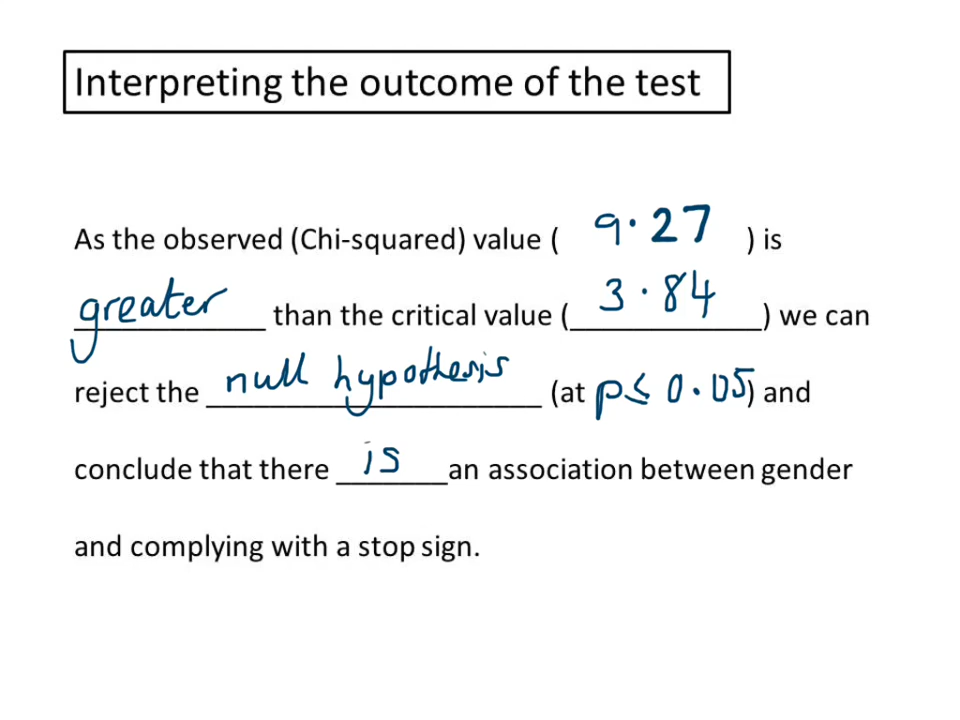 Interpreting the outcome of the test
As the observed (Chi-squared) value ( 9.27 ) is
greater than the critical value (3.84) we can
reject the null hypothesis (at p≤ 0.05) and
conclude that there is an association between gender
and complying with a stop sign.